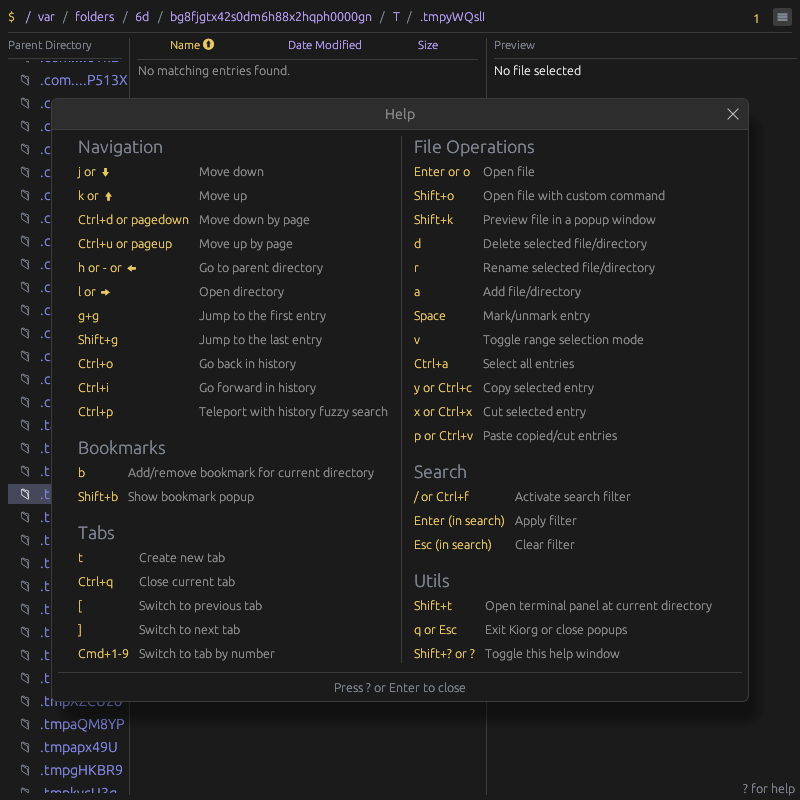 $ / var / folders / 6d / bg8fjgtx42s0dm6h88x2hqph0000gn / T / .tmpyWQslI
1
Parent Directory
Name
Date Modified
Size
Preview
.com....P513X
No matching entries found.
No file selected
Help
Navigation
j or Move down
k or Move up
Ctrl+d or pagedown Move down by page
Ctrl+u or pageup Move up by page
h or - or Go to parent directory
l or Open directory
g+g Jump to the first entry
Shift+g Jump to the last entry
Ctrl+o Go back in history
Ctrl+i Go forward in history
Ctrl+p Teleport with history fuzzy search
Bookmarks
b Add/remove bookmark for current directory
Shift+b Show bookmark popup
Tabs
t Create new tab
Ctrl+q Close current tab
[ Switch to previous tab
] Switch to next tab
Cmd+1-9 Switch to tab by number
File Operations
Enter or o Open file
Shift+o Open file with custom command
Shift+k Preview file in a popup window
d Delete selected file/directory
r Rename selected file/directory
a Add file/directory
Space Mark/unmark entry
v Toggle range selection mode
Ctrl+a Select all entries
y or Ctrl+c Copy selected entry
x or Ctrl+x Cut selected entry
p or Ctrl+v Paste copied/cut entries
Search
/ or Ctrl+f Activate search filter
Enter (in search) Apply filter
Esc (in search) Clear filter
Utils
Shift+t Open terminal panel at current directory
q or Esc Exit Kiorg or close popups
Shift+? or ? Toggle this help window
Press ? or Enter to close
.tmpaQM8YP
.tmpapx49U
.tmpgHKBR9
? for help